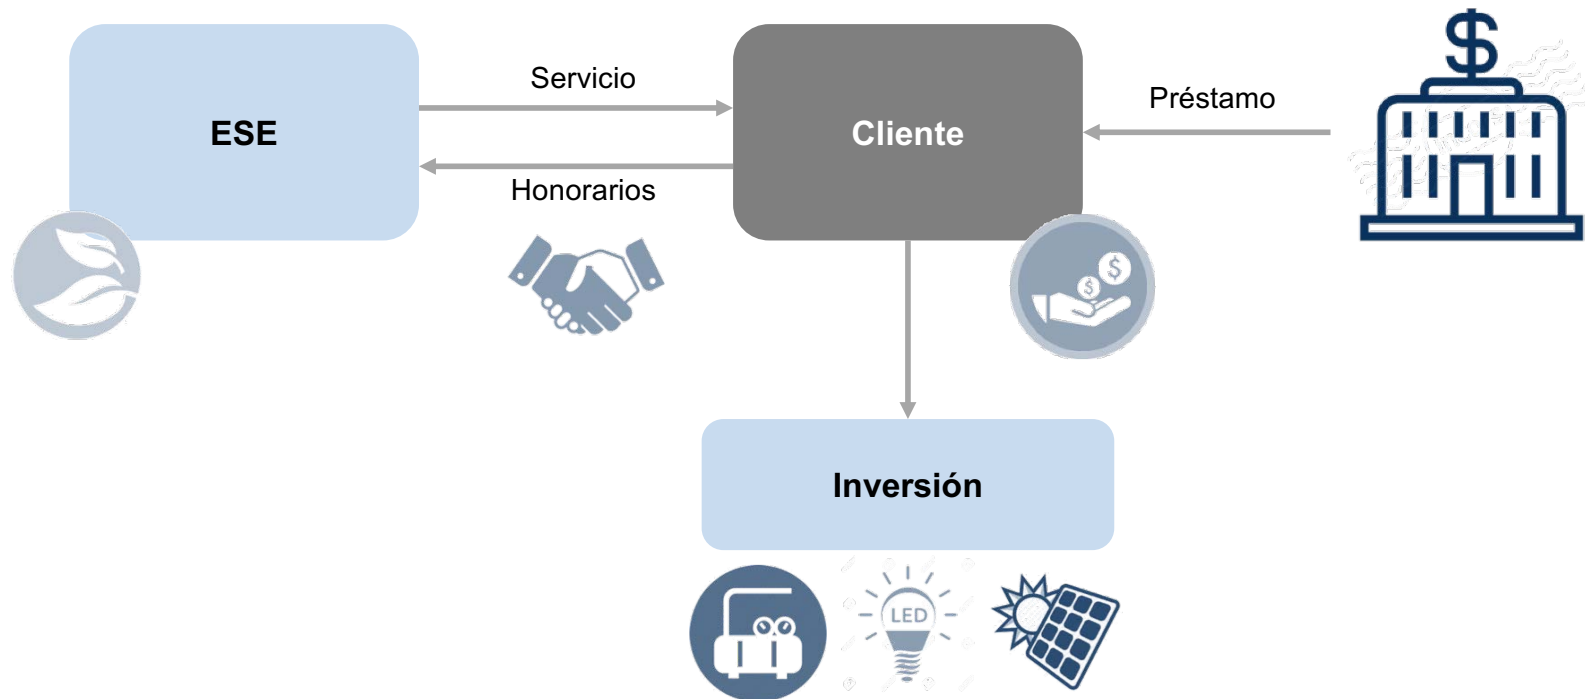 ESE
Servicio
Honorarios
Cliente
Préstamo
$
$
$
Inversión
LED